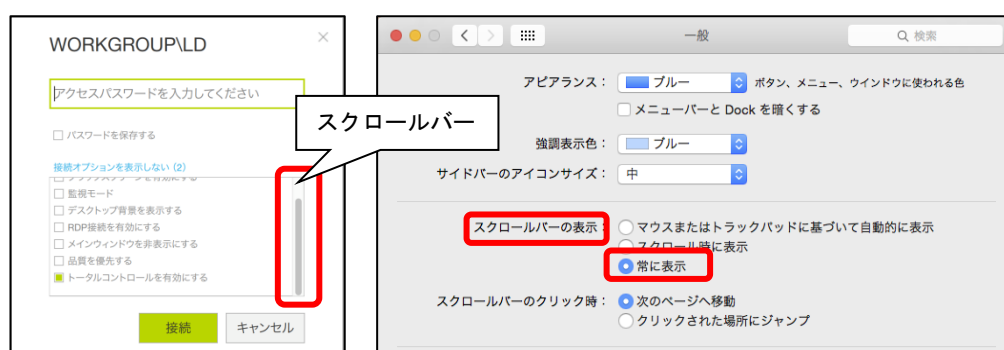 WORKGROUP\LD
アクセスパスワードを入力してください
パスワードを保存する
接続オプションを表示しない (2)
監視モード
デスクトップ背景を表示する
RDP接続を有効にする
メインウィンドウを非表示にする
品質を優先する
トータルコントロールを有効にする
接続
キャンセル
スクロールバー
一般
検索
アピアランス：
ブルー
ボタン、メニュー、ウインドウに使われる色
メニューバーと Dock を暗くする
強調表示色：
ブルー
サイドバーのアイコンサイズ：
中
スクロールバーの表示：
マウスまたはトラックパッドに基づいて自動的に表示
スクロール時に表示
常に表示
スクロールバーのクリック時：
次のページへ移動
クリックされた場所にジャンプ